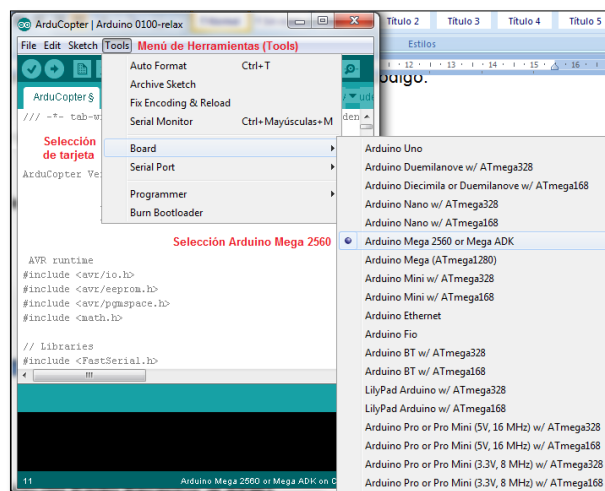 ArduCopter | Arduino 0100-relax
Título 2 Título 3 Título 4 Título 5
File Edit Sketch Tools Menú de Herramientas (Tools)
Estilos
12 13 14 15 16
Auto Format Ctrl+T
Archive Sketch
ArduCopter §
Fix Encoding & Reload
/// -*-
Serial Monitor Ctrl+Mayúsculas+M
Selección
de tarjeta
Board
Arduino Uno
Serial Port
Arduino Duemilanove w/ ATmega328
ArduCopter
Arduino Diecimila or Duemilanove w/ ATmega168
Programmer
Arduino Nano w/ ATmega328
Burn Bootloader
Arduino Nano w/ ATmega168
Selección Arduino Mega 2560
Arduino Mega 2560 or Mega ADK
AVR runtime
Arduino Mega (ATmega1280)
#include <avr/io.h>
Arduino Mini w/ ATmega328
#include <avr/eeprom.h>
Arduino Mini w/ ATmega168
#include <avr/pgmspace.h>
Arduino Ethernet
#include <math.h>
Arduino Fio
// Libraries
Arduino BT w/ ATmega328
#include <FastSerial.h>
Arduino BT w/ ATmega168
LilyPad Arduino w/ ATmega328
LilyPad Arduino w/ ATmega168
Arduino Pro or Pro Mini (5V, 16 MHz) w/ ATmega328
Arduino Pro or Pro Mini (5V, 16 MHz) w/ ATmega168
Arduino Pro or Pro Mini (3.3V, 8 MHz) w/ ATmega328
11 Arduino Mega 2560 or Mega ADK on
Arduino Pro or Pro Mini (3.3V, 8 MHz) w/ ATmega168